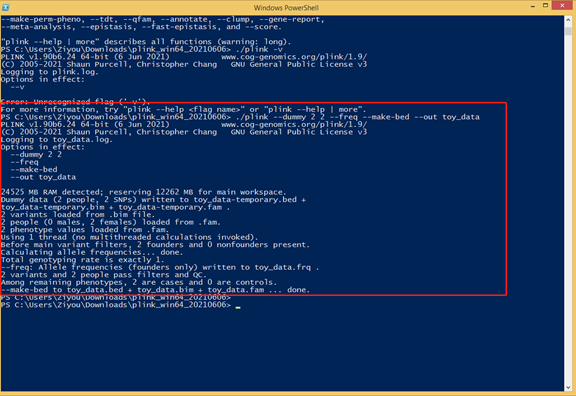 Windows PowerShell
--make-perm-pheno, --tdt, --qfam, --annotate, --clump, --gene-report,
--meta-analysis, --epistasis, --fast-epistasis, and --score.
"plink --help | more" describes all functions (warning: long).
PS C:\Users\Ziyou\Downloads\plink_win64_20210606> ./plink -v
PLINK v1.90b6.24 64-bit (6 Jun 2021) www.cog-genomics.org/plink/1.9/
(C) 2005-2021 Shaun Purcell, Christopher Chang GNU General Public License v3
Logging to plink.log.
Options in effect:
--v
Error: Unrecognized flag ('-v').
For more information, try "plink --help <flag name>" or "plink --help | more".
PS C:\Users\Ziyou\Downloads\plink_win64_20210606> ./plink --dummy 2 2 --freq --make-bed --out toy_data
PLINK v1.90b6.24 64-bit (6 Jun 2021) www.cog-genomics.org/plink/1.9/
(C) 2005-2021 Shaun Purcell, Christopher Chang GNU General Public License v3
Logging to toy_data.log.
Options in effect:
--dummy 2 2
--freq
--make-bed
--out toy_data
24525 MB RAM detected; reserving 12262 MB for main workspace.
Dummy data (2 people, 2 SNPs) written to toy_data-temporary.bed +
toy_data-temporary.bim + toy_data-temporary.fam .
2 variants loaded from .bim file.
2 people (0 males, 2 females) loaded from .fam.
2 phenotype values loaded from .fam.
Using 1 thread (no multithreaded calculations invoked).
Before main variant filters, 2 founders and 0 nonfounders present.
Calculating allele frequencies... done.
Total genotyping rate is exactly 1.
--freq: Allele frequencies (founders only) written to toy_data.frq .
2 variants and 2 people pass filters and QC.
Among remaining phenotypes, 2 are cases and 0 are controls.
--make-bed to toy_data.bed + toy_data.bim + toy_data.fam ... done.
PS C:\Users\Ziyou\Downloads\plink_win64_20210606>
PS C:\Users\Ziyou\Downloads\plink_win64_20210606> _